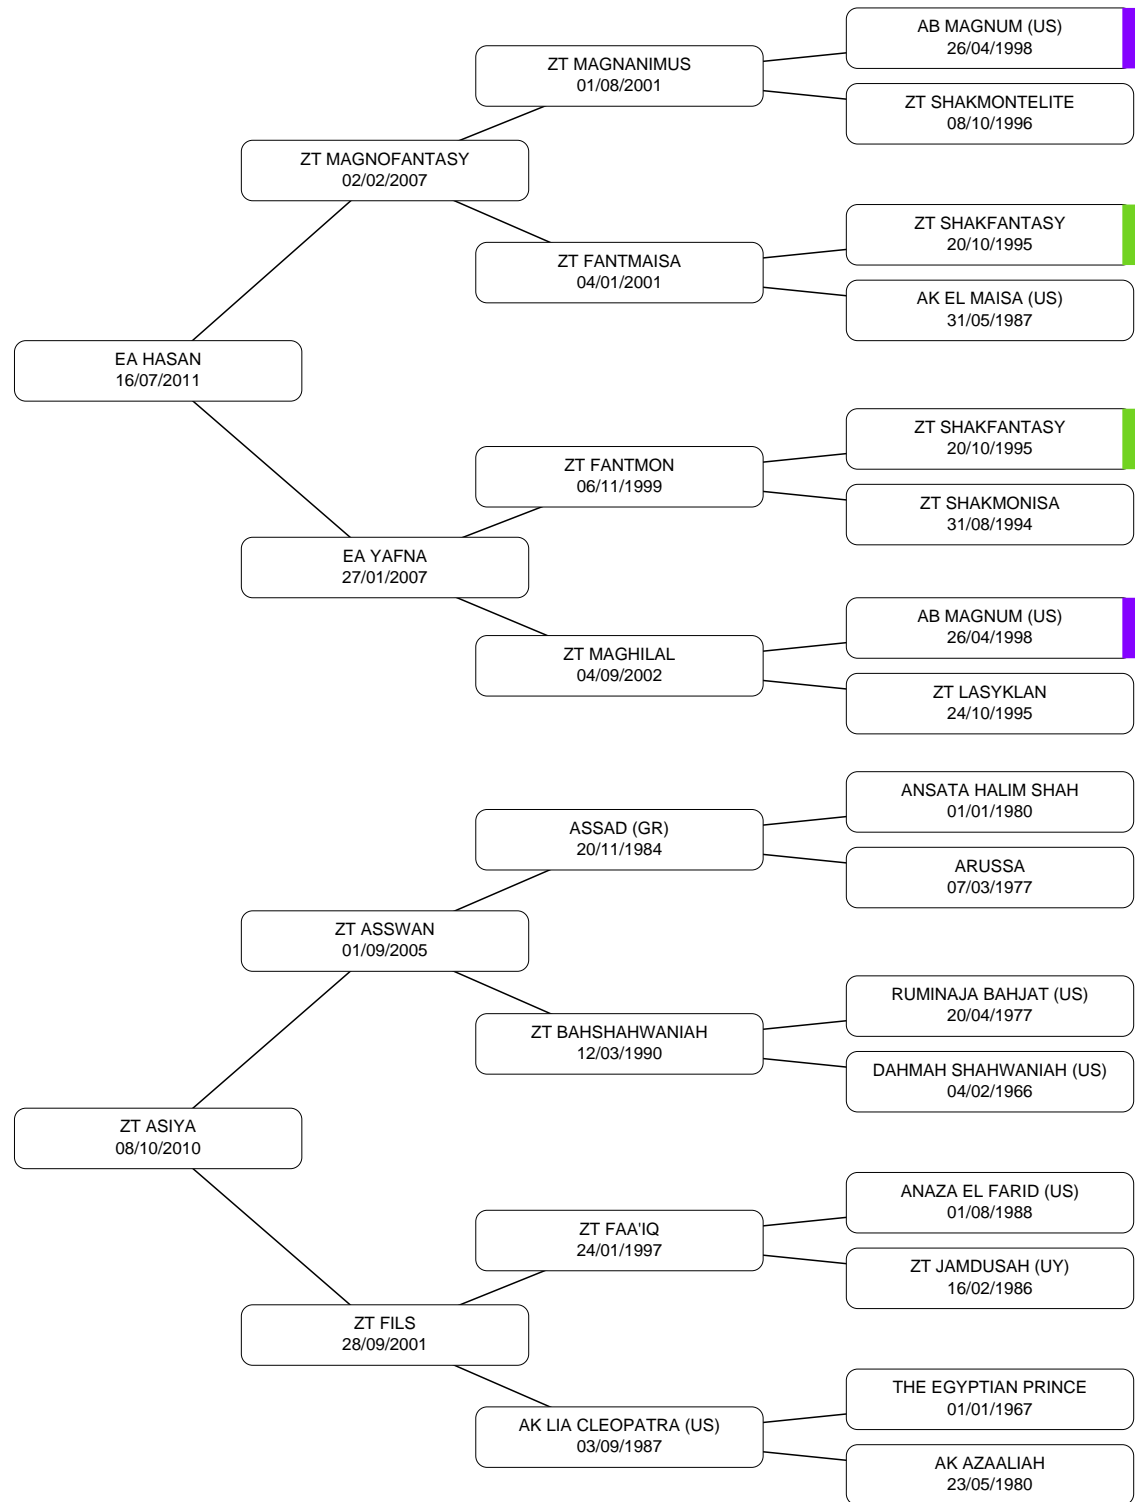 AB MAGNUM (US)
26/04/1998
ZT MAGNANIMUS
01/08/2001
ZT SHAKMONTELITE
08/10/1996
ZT MAGNOFANTASY
02/02/2007
ZT SHAKFANTASY
20/10/1995
ZT FANTMAISA
04/01/2001
AK EL MAISA (US)
31/05/1987
EA HASAN
16/07/2011
ZT SHAKFANTASY
20/10/1995
ZT FANTMON
06/11/1999
ZT SHAKMONISA
31/08/1994
EA YAFNA
27/01/2007
AB MAGNUM (US)
26/04/1998
ZT MAGHILAL
04/09/2002
ZT LASYKLAN
24/10/1995
ANSATA HALIM SHAH
01/01/1980
ASSAD (GR)
20/11/1984
ARUSSA
07/03/1977
ZT ASSWAN
01/09/2005
RUMINAJA BAHJAT (US)
20/04/1977
ZT BAHSHAHWANIAH
12/03/1990
DAHMAH SHAHWANIAH (US)
04/02/1966
ZT ASIYA
08/10/2010
ANAZA EL FARID (US)
01/08/1988
ZT FAA'IQ
24/01/1997
ZT JAMDUSAH (UY)
16/02/1986
ZT FILS
28/09/2001
THE EGYPTIAN PRINCE
01/01/1967
AK LIA CLEOPATRA (US)
03/09/1987
AK AZAALIAH
23/05/1980